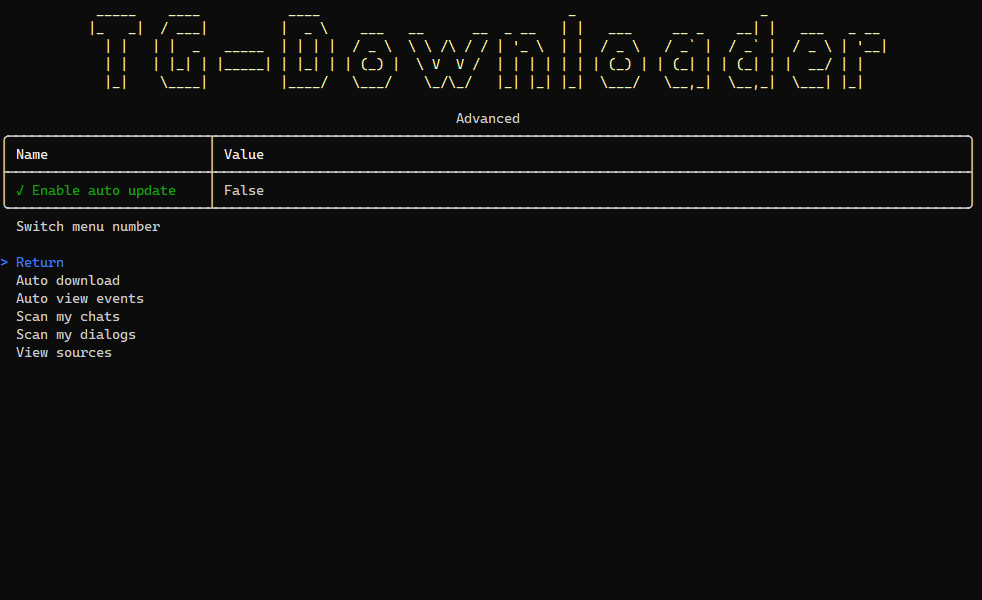 TG-Downloader
Advanced
Name Value
✓ Enable auto update False
Switch menu number
> Return
Auto download
Auto view events
Scan my chats
Scan my dialogs
View sources